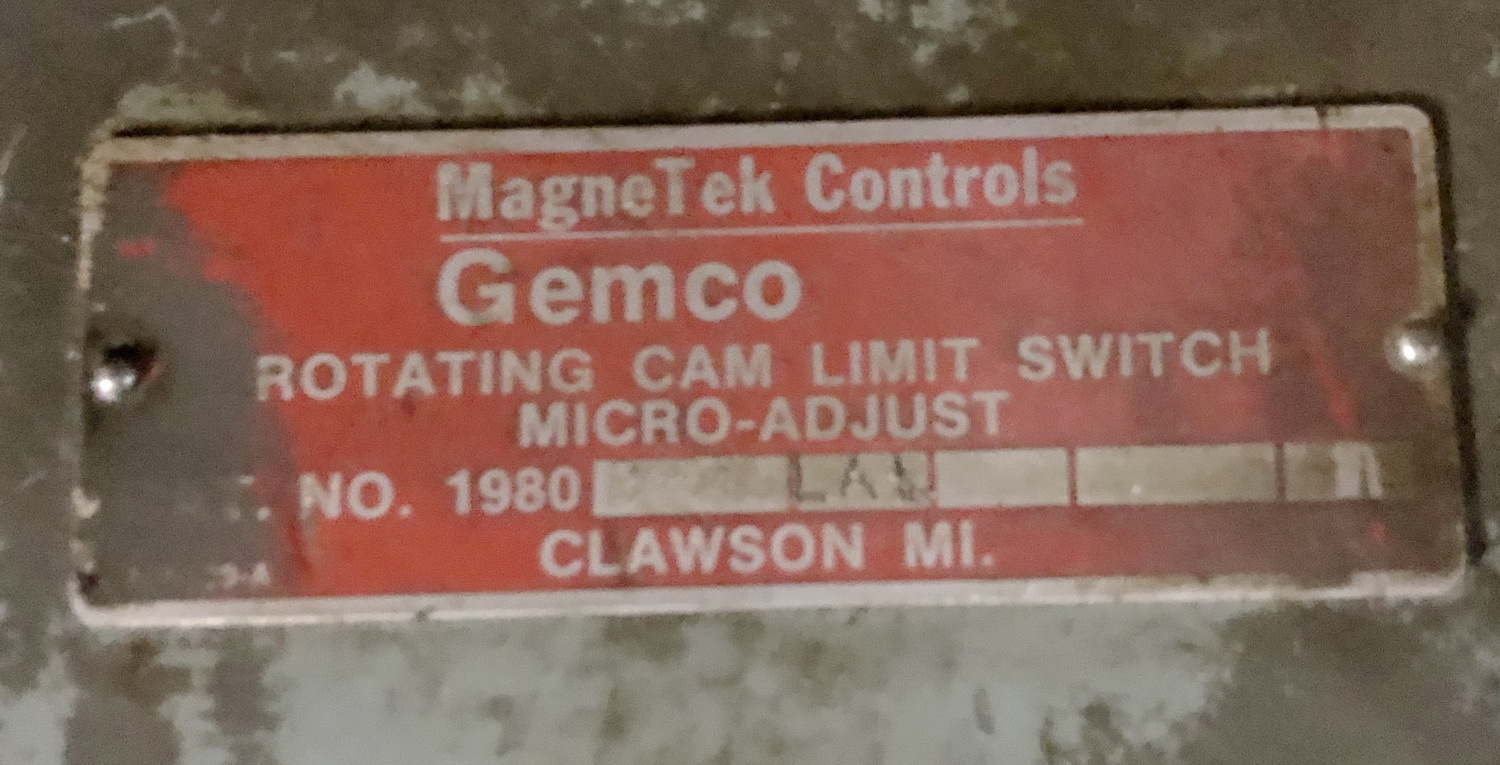 MagneTek Controls
Gemco
ROTATING CAM LIMIT SWITCH
MICRO-ADJUST
NO. 1980
CLAWSON MI.